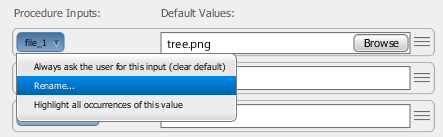 Procedure Inputs: Default Values:
file_1 tree.png Browse
Always ask the user for this input (clear default)
Rename...
Highlight all occurrences of this value